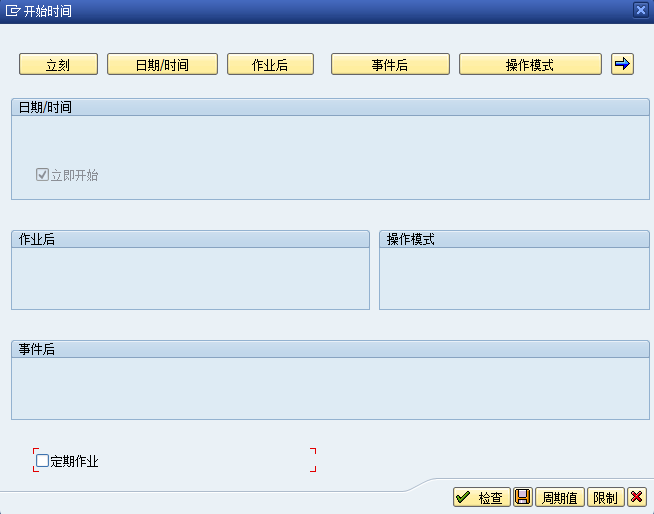 开始时间
立刻 日期/时间 作业后 事件后 操作模式
日期/时间
立即开始
作业后 操作模式
事件后
定期作业
检查 周期值 限制